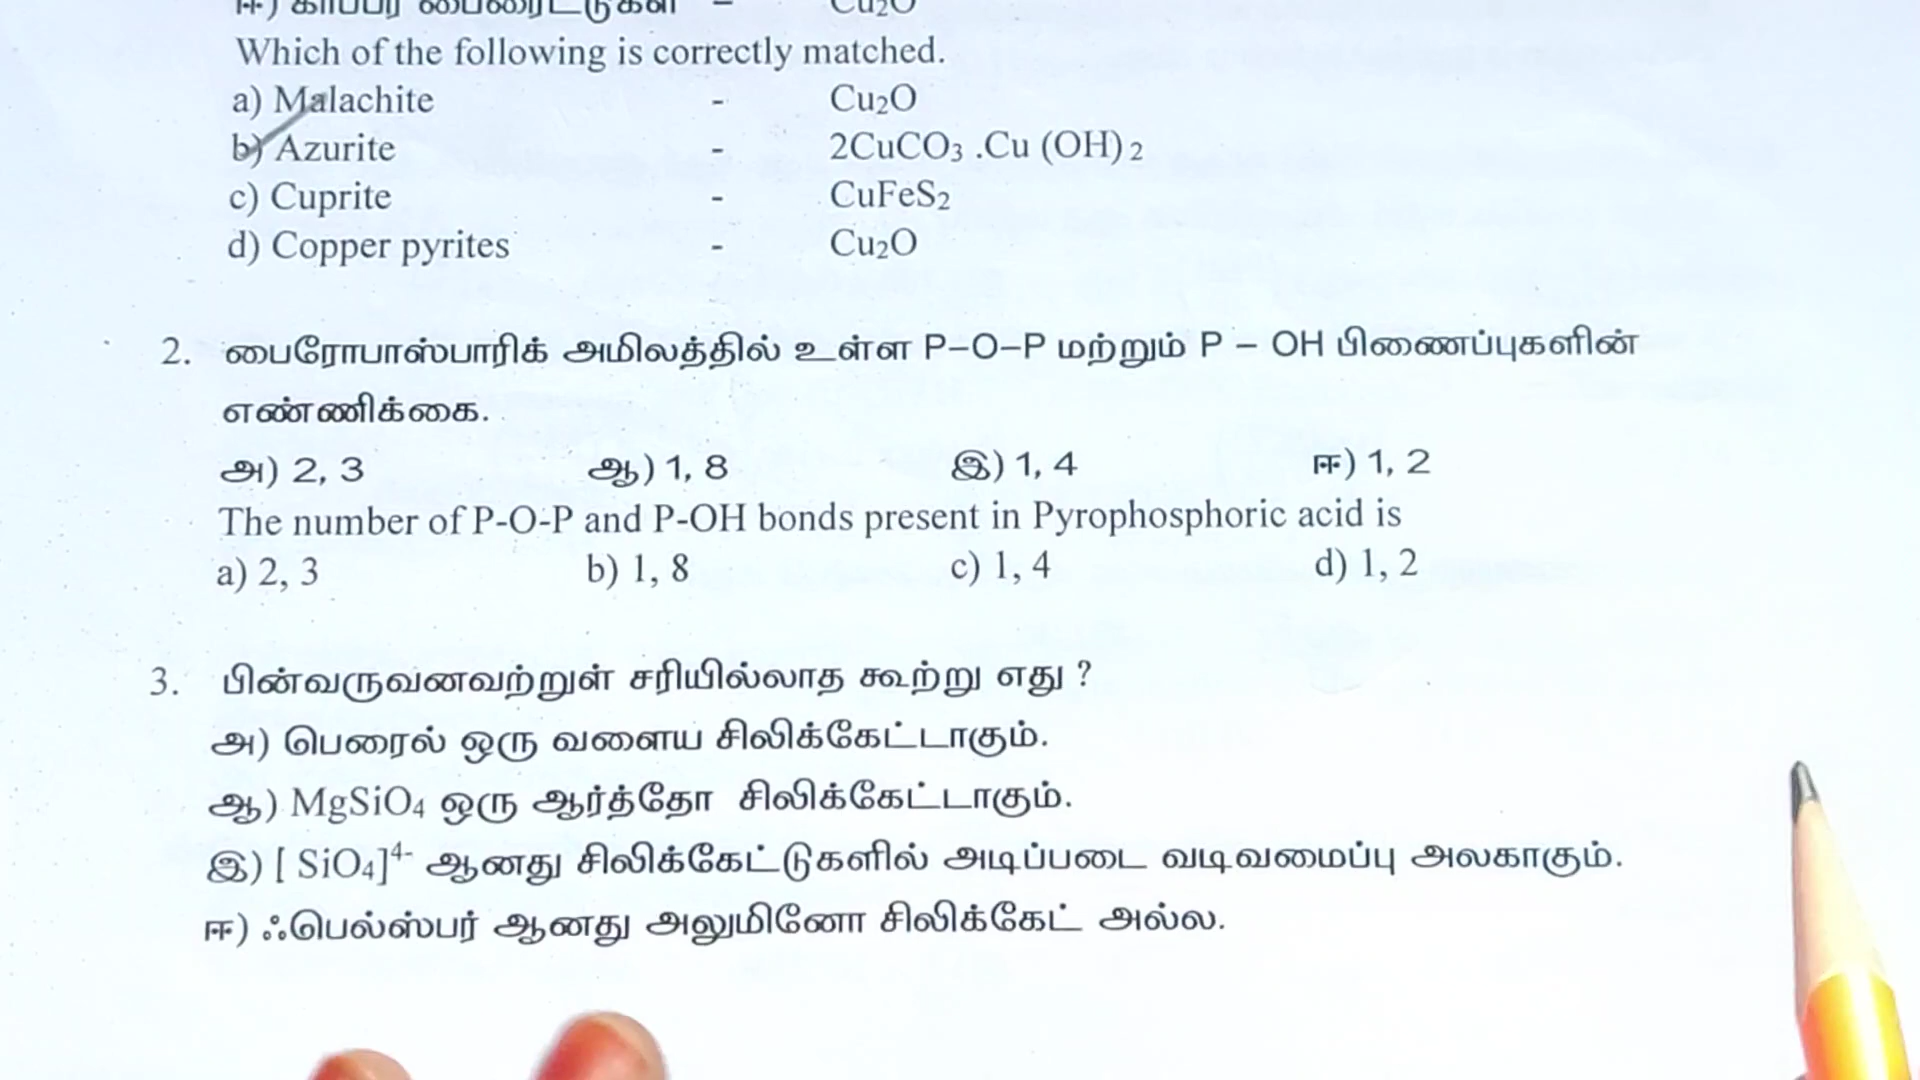 ஈ) காப்பர் பைரைட்டுகள் - Cu₂O
Which of the following is correctly matched.
a) Malachite - Cu₂O
b) Azurite - 2CuCO₃ .Cu (OH) ₂
c) Cuprite - CuFeS₂
d) Copper pyrites - Cu₂O
2. பைரோபாஸ்பாரிக் அமிலத்தில் உள்ள P–O–P மற்றும் P – OH பிணைப்புகளின்
எண்ணிக்கை.
அ) 2, 3 ஆ) 1, 8 இ) 1, 4 ஈ) 1, 2
The number of P-O-P and P-OH bonds present in Pyrophosphoric acid is
a) 2, 3 b) 1, 8 c) 1, 4 d) 1, 2
3. பின்வருவனவற்றுள் சரியில்லாத கூற்று எது ?
அ) பெரைல் ஒரு வளைய சிலிக்கேட்டாகும்.
ஆ) MgSiO₄ ஒரு ஆர்த்தோ சிலிக்கேட்டாகும்.
இ) [ SiO₄]⁴⁻ ஆனது சிலிக்கேட்டுகளில் அடிப்படை வடிவமைப்பு அலகாகும்.
ஈ) ஃபெல்ஸ்பர் ஆனது அலுமினோ சிலிக்கேட் அல்ல.